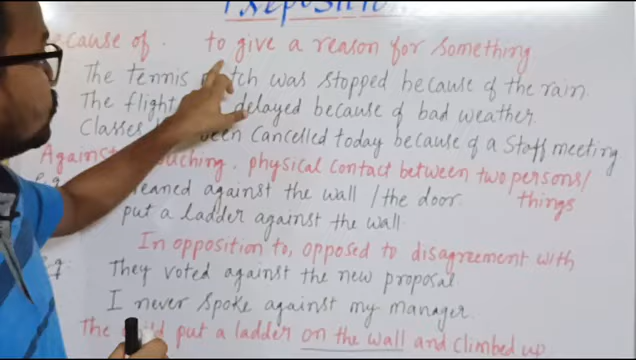 Preposition
because of . to give a reason for something
The tennis match was stopped because of the rain.
The flight delayed because of bad weather.
Classes been cancelled today because of a staff meeting
Against touching. physical contact between two persons/
things
e.g. leaned against the wall / the door
put a ladder against the wall
In opposition to, opposed to disagreement with
e.g. They voted against the new proposal
I never spoke against my manager.
The child put a ladder on the wall and climbed up